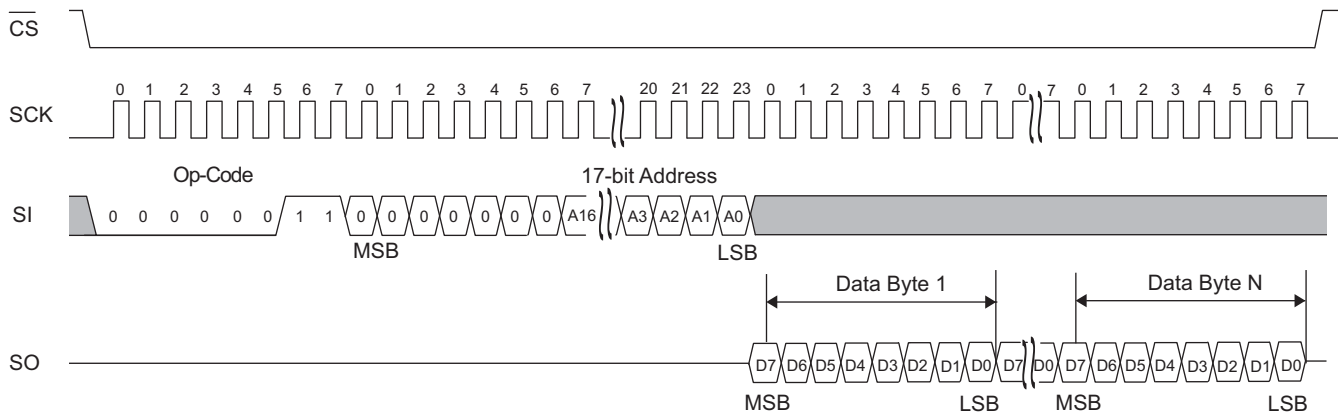 CS
0 1 2 3 4 5 6 7 0 1 2 3 4 5 6 7 20 21 22 23 0 1 2 3 4 5 6 7 0 7 0 1 2 3 4 5 6 7
SCK
Op-Code 17-bit Address
SI 0 0 0 0 0 0 1 1 0 0 0 0 0 0 0 A16 A3 A2 A1 A0
MSB LSB
Data Byte 1 Data Byte N
SO D7 D6 D5 D4 D3 D2 D1 D0 D7 D0 D7 D6 D5 D4 D3 D2 D1 D0
MSB LSB MSB LSB